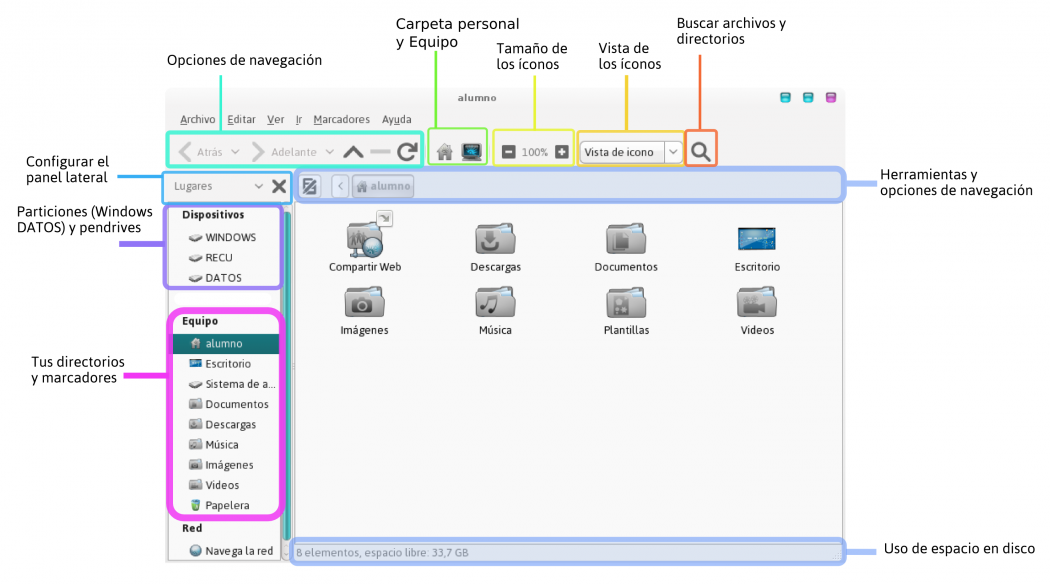 Carpeta personal
y Equipo
Buscar archivos y
directorios
Tamaño de
los íconos
Vista de
los íconos
Opciones de navegación
alumno
Archivo Editar Ver Ir Marcadores Ayuda
Atrás Adelante 100% Vista de icono
Configurar el
panel lateral
Lugares
alumno
Herramientas y
opciones de navegación
Particiones (Windows
DATOS) y pendrives
Dispositivos
WINDOWS
RECU
DATOS
Compartir Web Descargas Documentos Escritorio
Imágenes Música Plantillas Videos
Tus directorios
y marcadores
Equipo
alumno
Escritorio
Sistema de a...
Documentos
Descargas
Música
Imágenes
Videos
Papelera
Red
Navega la red
8 elementos, espacio libre: 33,7 GB
Uso de espacio en disco